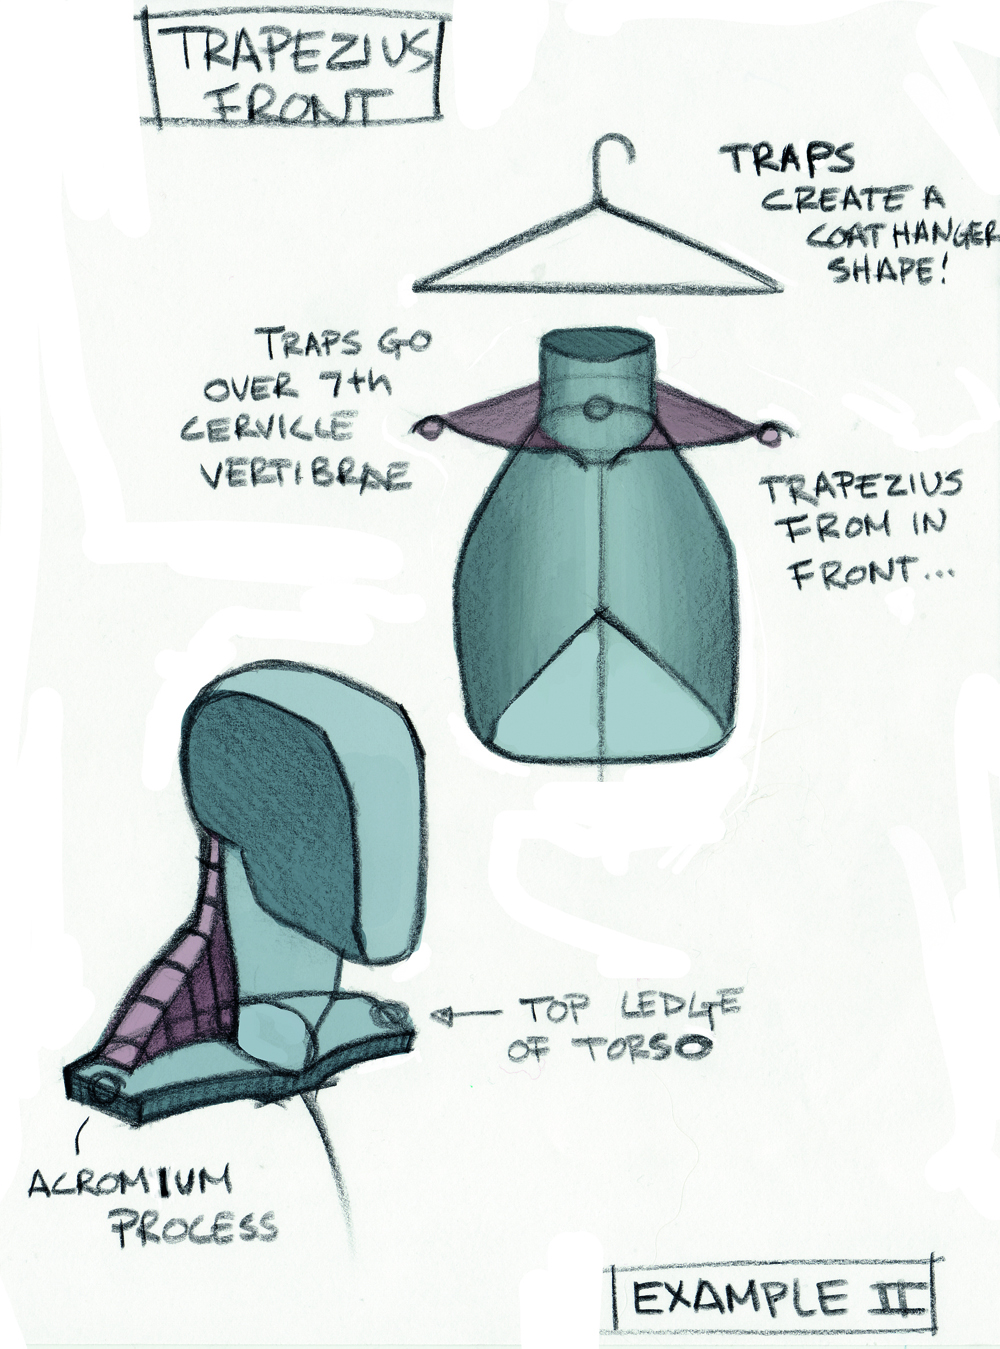 TRAPEZIUS
FRONT
TRAPS
CREATE A
COAT HANGER
SHAPE!
TRAPS GO
OVER 7th
CERVICLE
VERTIBRAE
TRAPEZIUS
FROM IN
FRONT...
TOP LEDGE
OF TORSO
ACROMIUM
PROCESS
EXAMPLE II